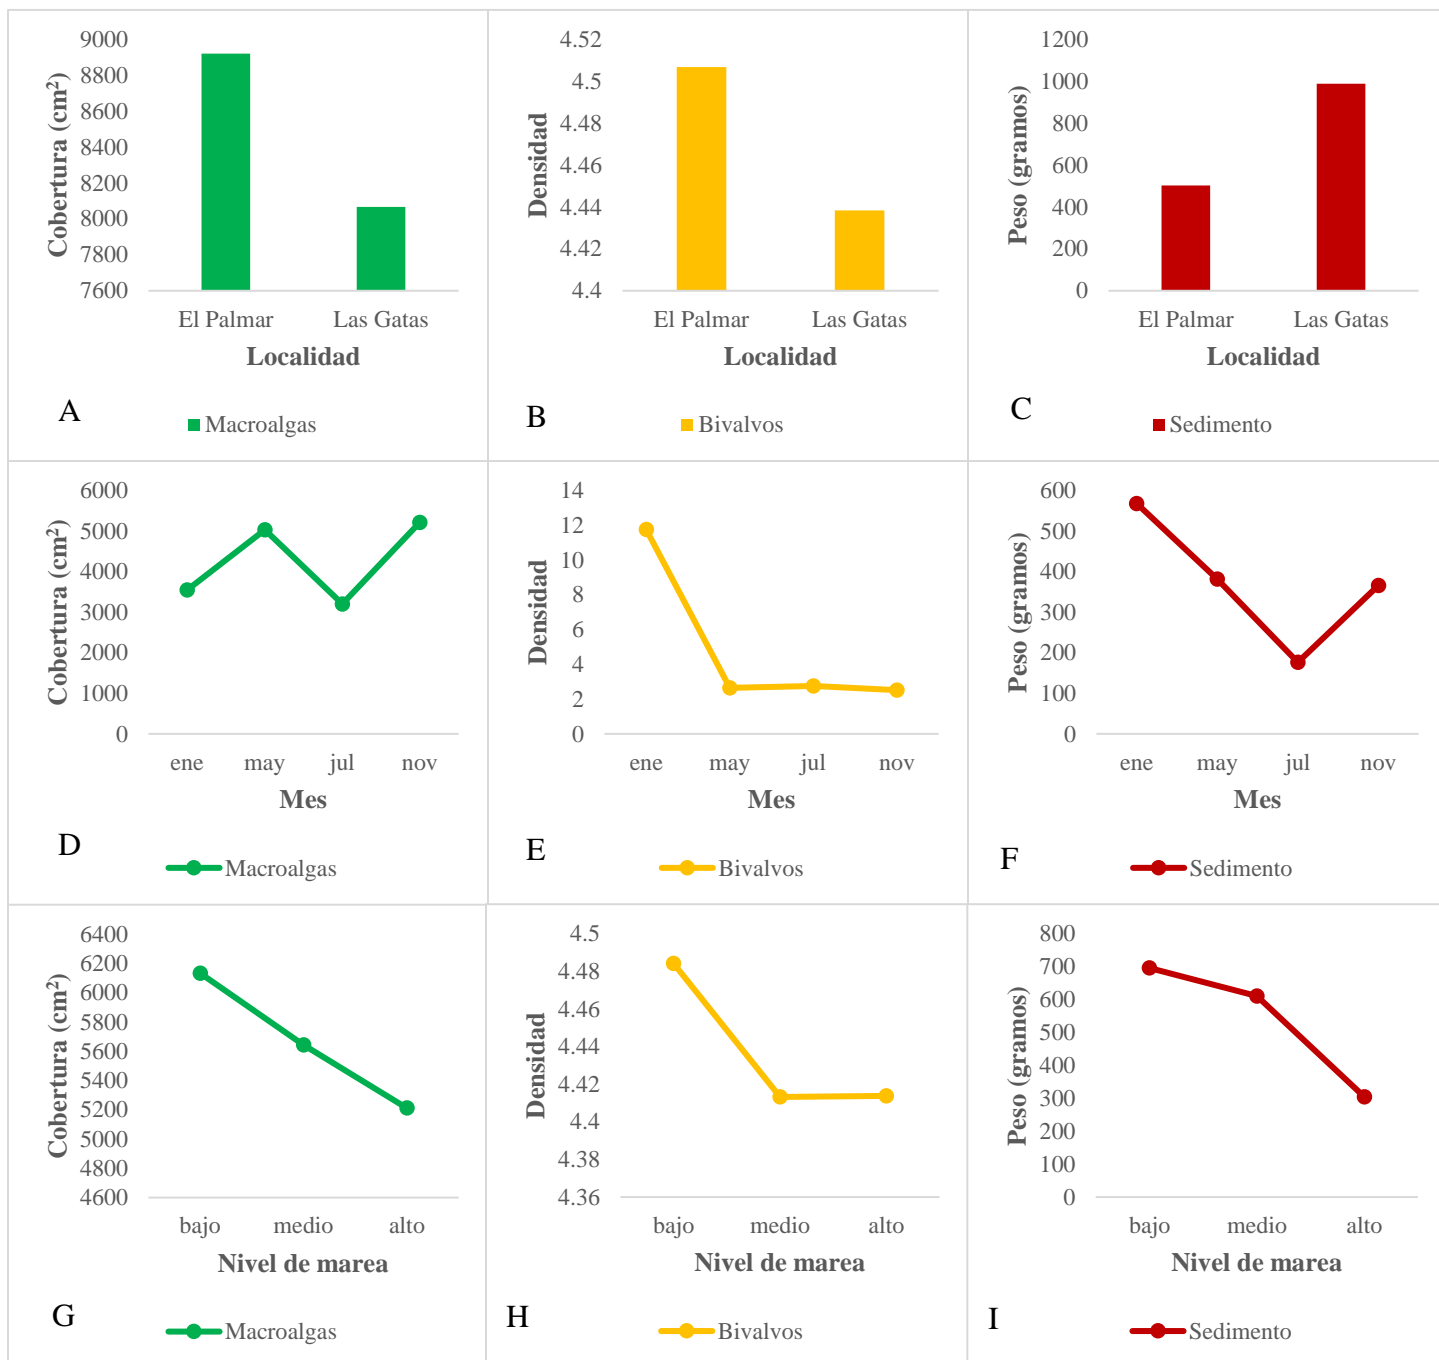 9000
8800
8600
8400
8200
8000
7800
7600
Cobertura (cm²)
El Palmar Las Gatas
Localidad
A
Macroalgas
4.52
4.5
4.48
4.46
4.44
4.42
4.4
Densidad
El Palmar Las Gatas
Localidad
B
Bivalvos
1200
1000
800
600
400
200
0
Peso (gramos)
El Palmar Las Gatas
Localidad
C
Sedimento
6000
5000
4000
3000
2000
1000
0
Cobertura (cm²)
ene may jul nov
Mes
D
Macroalgas
14
12
10
8
6
4
2
0
Densidad
ene may jul nov
Mes
E
Bivalvos
600
500
400
300
200
100
0
Peso (gramos)
ene may jul nov
Mes
F
Sedimento
6400
6200
6000
5800
5600
5400
5200
5000
4800
4600
Cobertura (cm²)
bajo medio alto
Nivel de marea
G
Macroalgas
4.5
4.48
4.46
4.44
4.42
4.4
4.38
4.36
Densidad
bajo medio alto
Nivel de marea
H
Bivalvos
800
700
600
500
400
300
200
100
0
Peso (gramos)
bajo medio alto
Nivel de marea
I
Sedimento